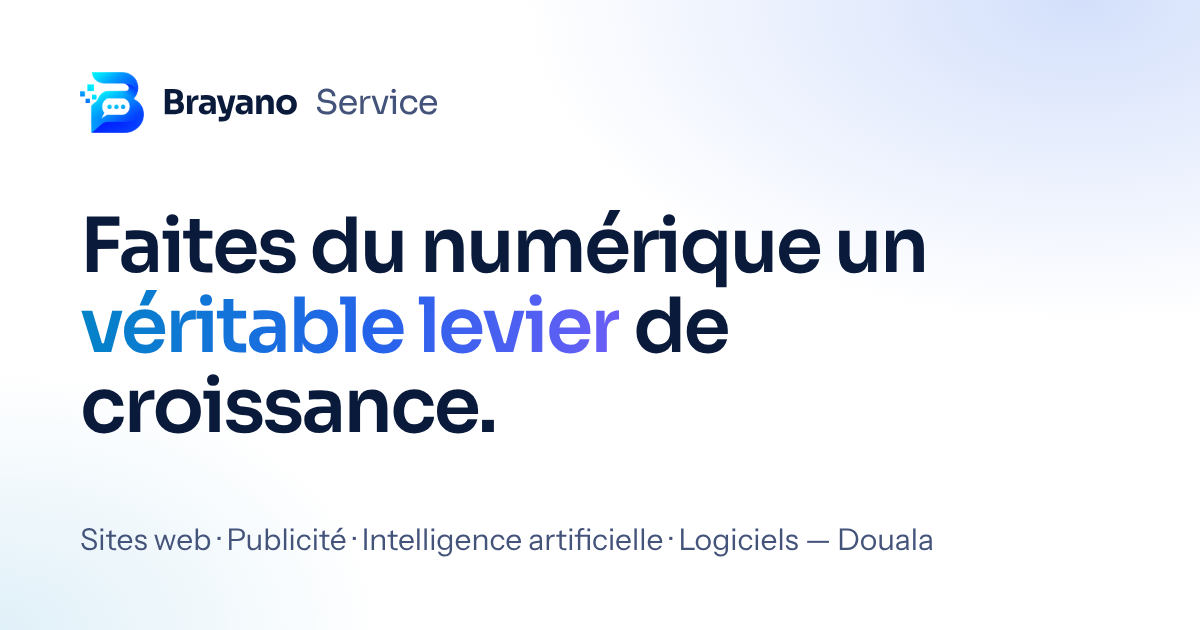 Brayano Service
Faites du numérique un
véritable levier de
croissance.
Sites web · Publicité · Intelligence artificielle · Logiciels — Douala